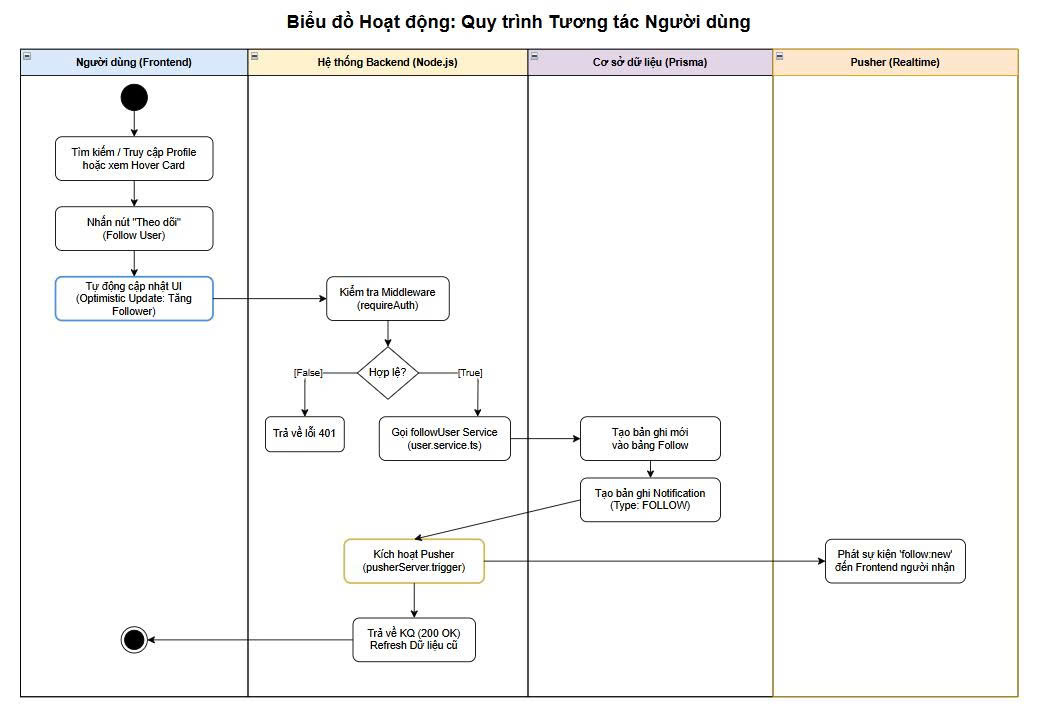 Biểu đồ Hoạt động: Quy trình Tương tác Người dùng
Người dùng (Frontend)
Hệ thống Backend (Node.js)
Cơ sở dữ liệu (Prisma)
Pusher (Realtime)
Tìm kiếm / Truy cập Profile
hoặc xem Hover Card
Nhấn nút "Theo dõi"
(Follow User)
Tự động cập nhật UI
(Optimistic Update: Tăng
Follower)
Kiểm tra Middleware
(requireAuth)
Hợp lệ?
[False]
[True]
Trả về lỗi 401
Gọi followUser Service
(user.service.ts)
Tạo bản ghi mới
vào bảng Follow
Tạo bản ghi Notification
(Type: FOLLOW)
Kích hoạt Pusher
(pusherServer.trigger)
Phát sự kiện 'follow:new'
đến Frontend người nhận
Trả về KQ (200 OK)
Refresh Dữ liệu cũ